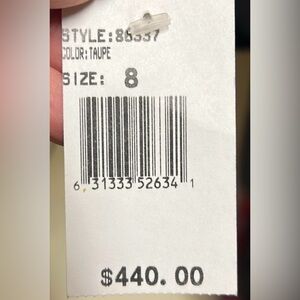 STYLE:88337
COLOR:TAUPE
SIZE: 8
6 31333 52634 1
$440.00